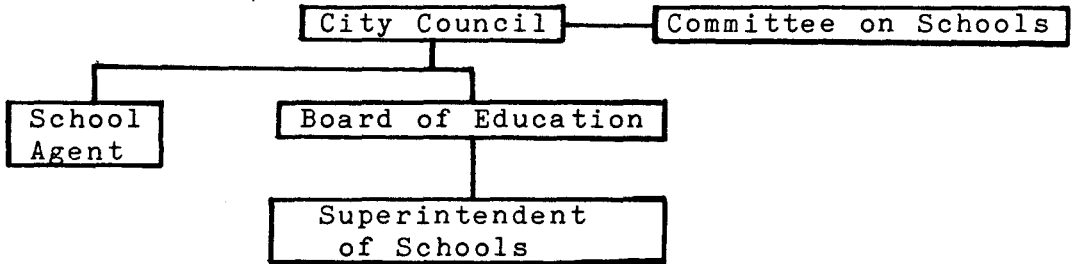 City Council
Committee on Schools
School
Agent
Board of Education
Superintendent
of Schools